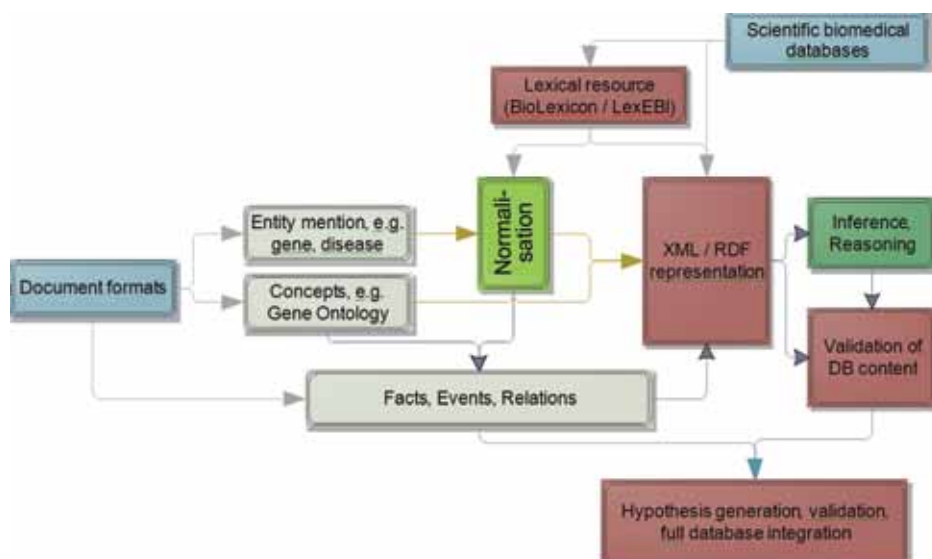 Scientific biomedical
databases
Lexical resource
(BioLexicon / LexEBI)
Entity mention, e.g.
gene, disease
Normali-
sation
XML / RDF
representation
Inference,
Reasoning
Document formats
Concepts, e.g.
Gene Ontology
Validation of
DB content
Facts, Events, Relations
Hypothesis generation, validation,
full database integration